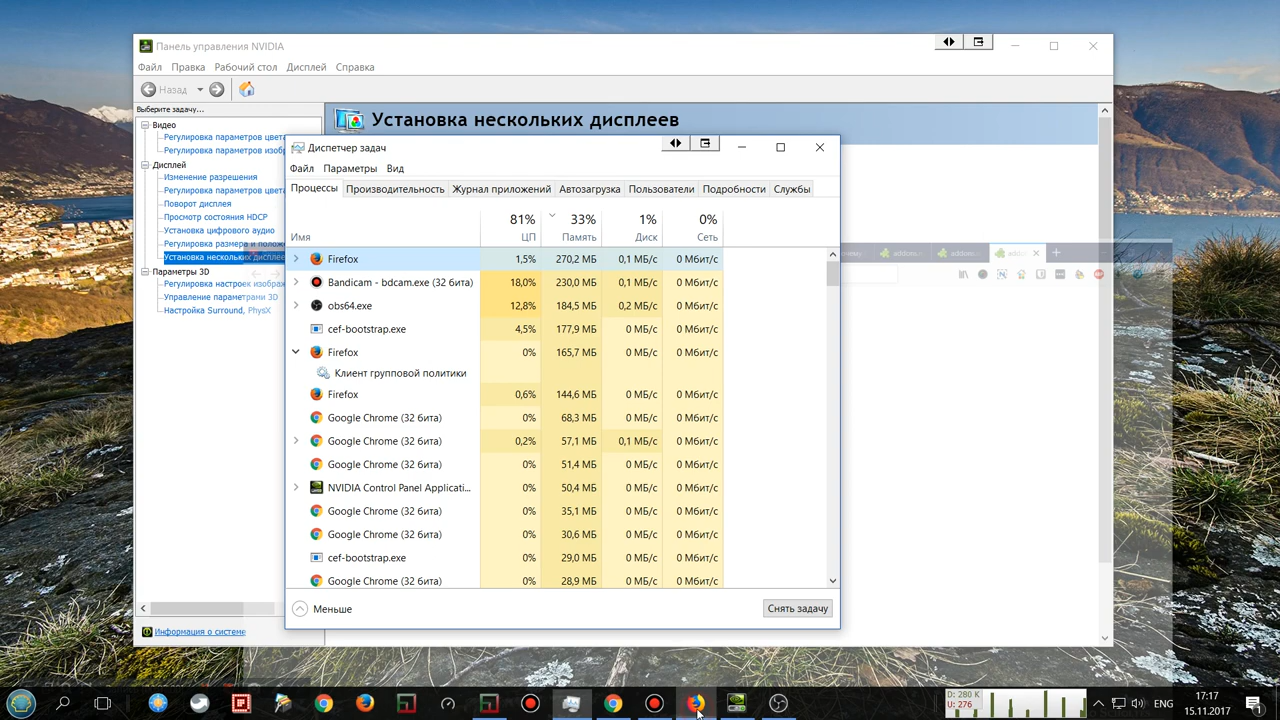 Панель управления NVIDIA
Файл Правка Рабочий стол Дисплей Справка
Назад
Выберите задачу...
Видео
Регулировка параметров цвета
Регулировка параметров изобр
Дисплей
Изменение разрешения
Регулировка параметров цвета
Поворот дисплея
Просмотр состояния HDCP
Установка цифрового аудио
Регулировка размера и полож
Установка нескольких дисплее
Параметры 3D
Регулировка настроек изображ
Управление параметрами 3D
Настройка Surround, PhysX
Информация о системе
Установка нескольких дисплеев
Диспетчер задач
Файл Параметры Вид
Процессы Производительность Журнал приложений Автозагрузка Пользователи Подробности Службы
81% 33% 1% 0%
Имя ЦП Память Диск Сеть
Firefox 1,5% 270,2 МБ 0,1 МБ/с 0 Мбит/с
Bandicam - bdcam.exe (32 бита) 18,0% 230,0 МБ 0,1 МБ/с 0 Мбит/с
obs64.exe 12,8% 184,5 МБ 0,2 МБ/с 0 Мбит/с
cef-bootstrap.exe 4,5% 177,9 МБ 0 МБ/с 0 Мбит/с
Firefox 0% 165,7 МБ 0 МБ/с 0 Мбит/с
Клиент групповой политики
Firefox 0,6% 144,6 МБ 0 МБ/с 0 Мбит/с
Google Chrome (32 бита) 0% 68,3 МБ 0 МБ/с 0 Мбит/с
Google Chrome (32 бита) 0,2% 57,1 МБ 0,1 МБ/с 0 Мбит/с
Google Chrome (32 бита) 0% 51,4 МБ 0 МБ/с 0 Мбит/с
NVIDIA Control Panel Applicati... 0% 50,4 МБ 0 МБ/с 0 Мбит/с
Google Chrome (32 бита) 0% 35,1 МБ 0 МБ/с 0 Мбит/с
Google Chrome (32 бита) 0% 30,6 МБ 0 МБ/с 0 Мбит/с
cef-bootstrap.exe 0% 29,0 МБ 0 МБ/с 0 Мбит/с
Google Chrome (32 бита) 0% 28,9 МБ 0 МБ/с 0 Мбит/с
Меньше
Снять задачу
D: 280 K
U: 276
ENG
17:17
15.11.2017
1